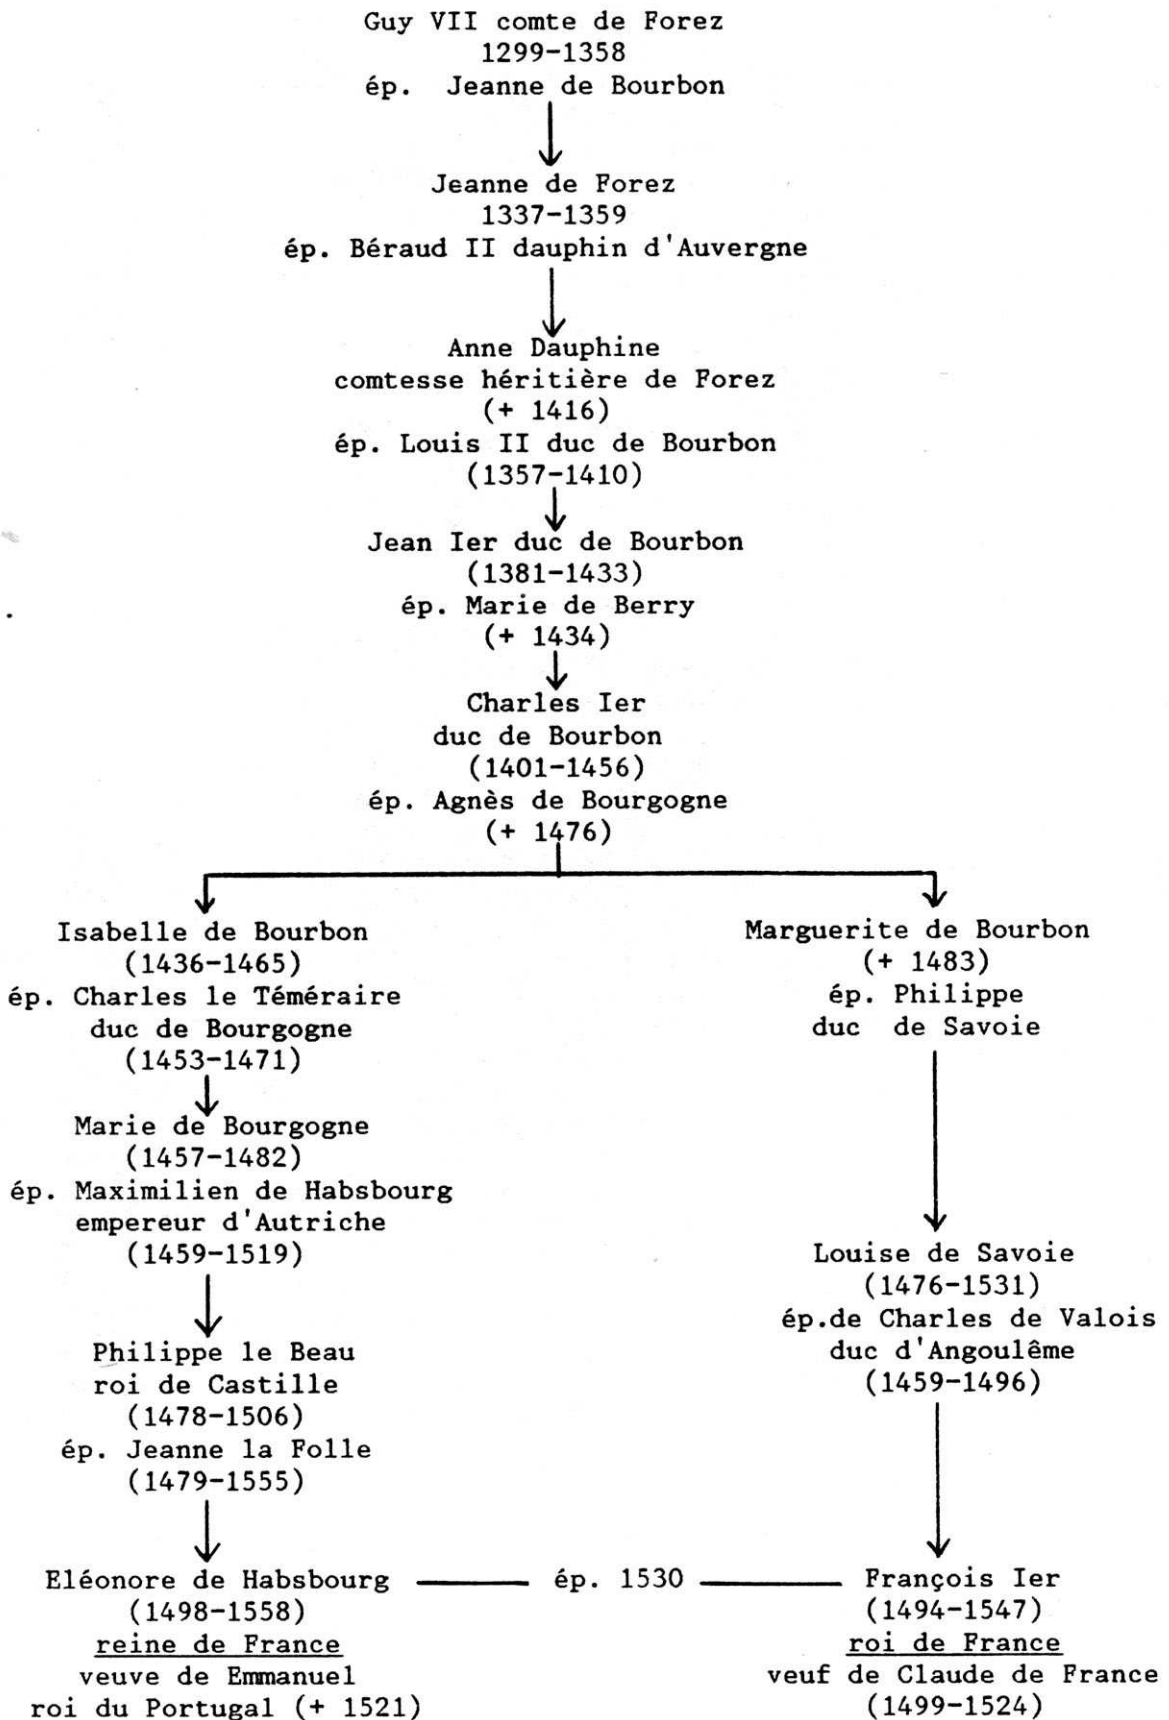 Guy VII comte de Forez
1299-1358
ép. Jeanne de Bourbon
Jeanne de Forez
1337-1359
ép. Béraud II dauphin d'Auvergne
Anne Dauphine
comtesse héritière de Forez
(+ 1416)
ép. Louis II duc de Bourbon
(1357-1410)
Jean Ier duc de Bourbon
(1381-1433)
ép. Marie de Berry
(+ 1434)
Charles Ier
duc de Bourbon
(1401-1456)
ép. Agnès de Bourgogne
(+ 1476)
Isabelle de Bourbon
(1436-1465)
ép. Charles le Téméraire
duc de Bourgogne
(1453-1471)
Marie de Bourgogne
(1457-1482)
ép. Maximilien de Habsbourg
empereur d'Autriche
(1459-1519)
Philippe le Beau
roi de Castille
(1478-1506)
ép. Jeanne la Folle
(1479-1555)
Eléonore de Habsbourg
(1498-1558)
reine de France
veuve de Emmanuel
roi du Portugal (+ 1521)
ép. 1530
Marguerite de Bourbon
(+ 1483)
ép. Philippe
duc de Savoie
Louise de Savoie
(1476-1531)
ép.de Charles de Valois
duc d'Angoulême
(1459-1496)
François Ier
(1494-1547)
roi de France
veuf de Claude de France
(1499-1524)